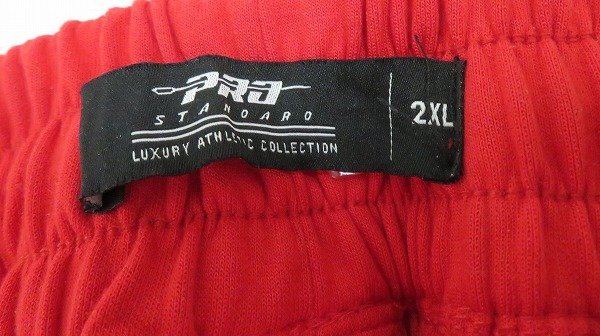 PRO
STANDARD
LUXURY ATHLETIC COLLECTION
2XL